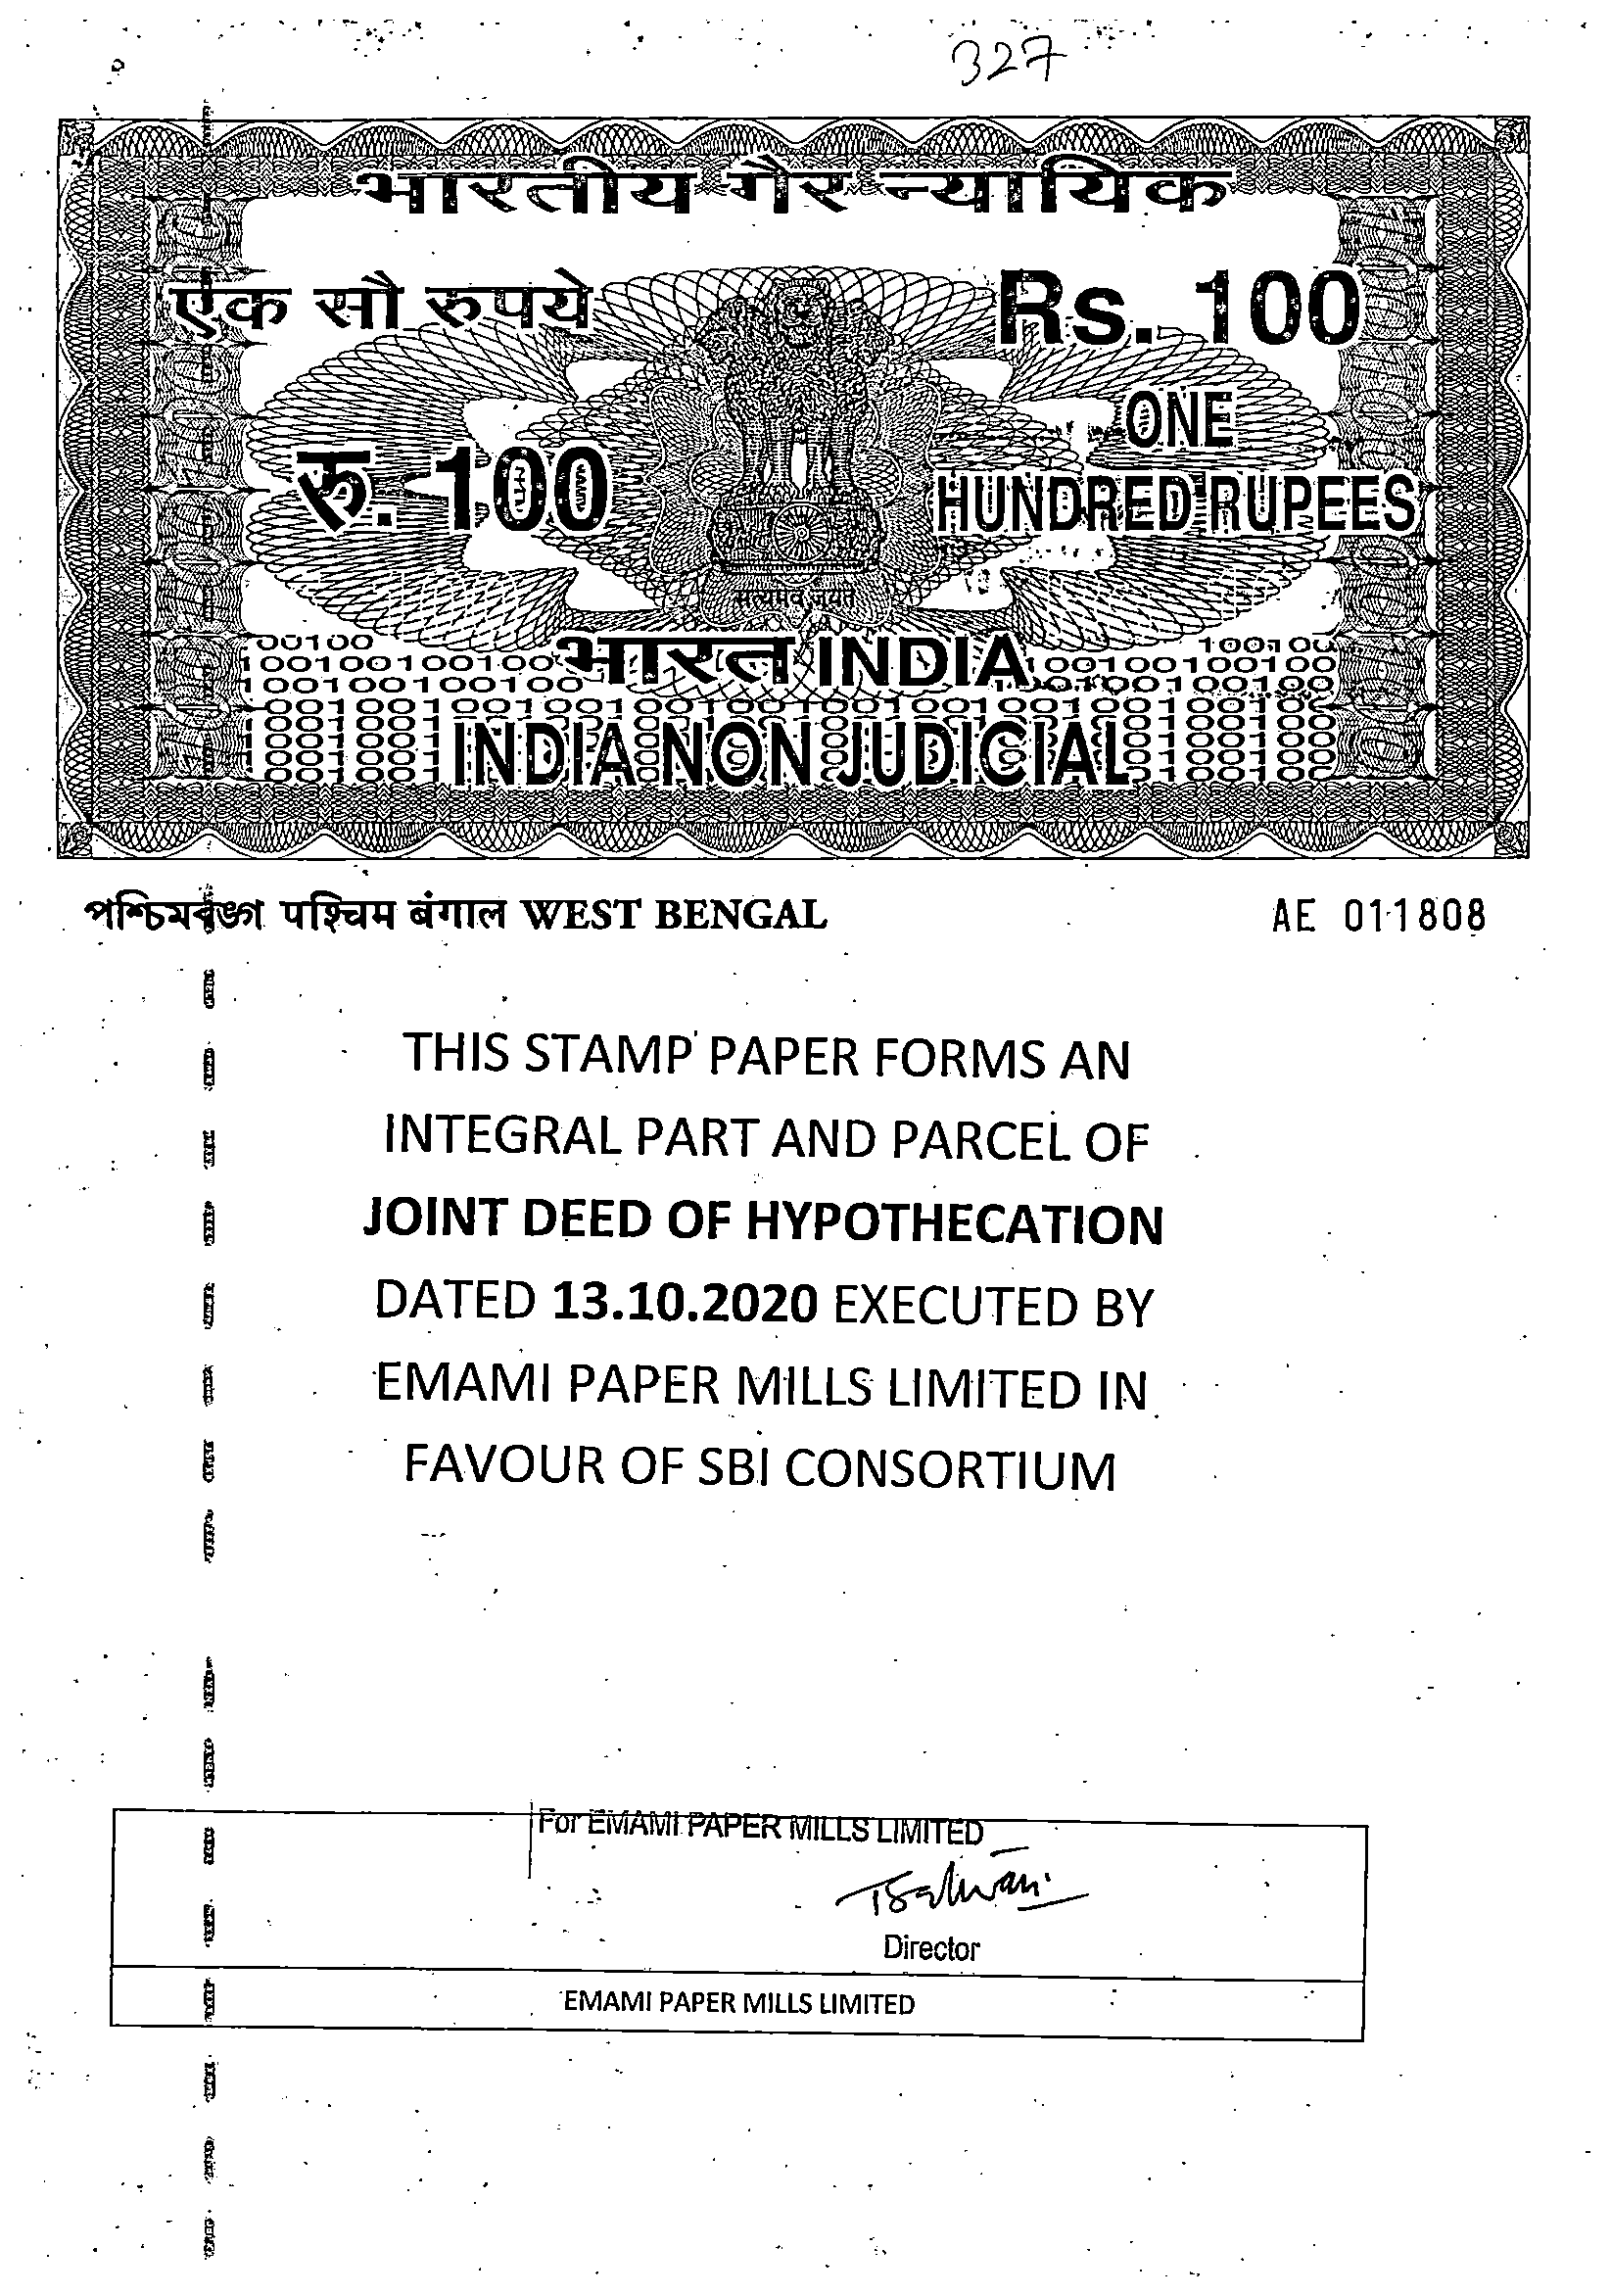 327
भारतीय गैर न्यायिक
एक सौ रुपये
Rs. 100
रु. 100
ONE
HUNDRED RUPEES
सत्यमेव जयते
भारत INDIA
INDIA NON JUDICIAL
পশ্চিমবঙ্গ पश्चिम बंगाल WEST BENGAL
AE 011808
THIS STAMP PAPER FORMS AN
INTEGRAL PART AND PARCEL OF
JOINT DEED OF HYPOTHECATION
DATED 13.10.2020 EXECUTED BY
EMAMI PAPER MILLS LIMITED IN
FAVOUR OF SBI CONSORTIUM
For EMAMI PAPER MILLS LIMITED
Director
EMAMI PAPER MILLS LIMITED